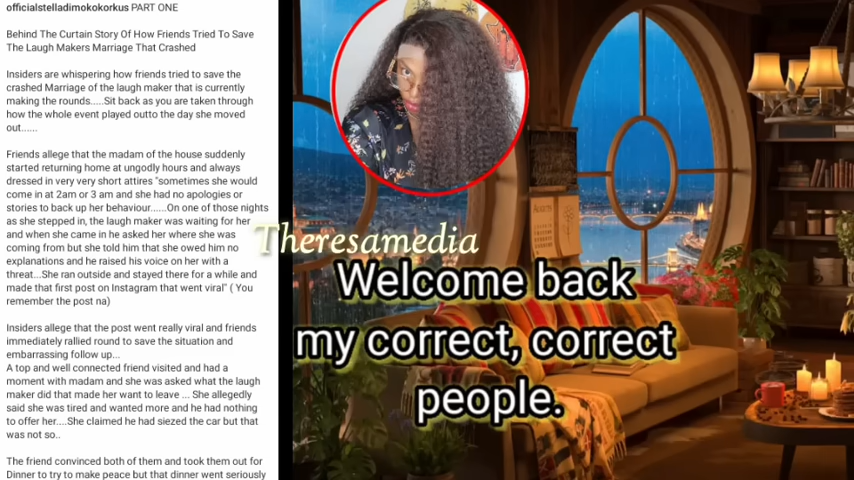 officialstelladimokokorkus PART ONE
Behind The Curtain Story Of How Friends Tried To Save
The Laugh Makers Marriage That Crashed
Insiders are whispering how friends tried to save the
crashed Marriage of the laugh maker that is currently
making the rounds.....Sit back as you are taken through
how the whole event played outto the day she moved
out......
Friends allege that the madam of the house suddenly
started returning home at ungodly hours and always
dressed in very very short attires "sometimes she would
come in at 2am or 3 am and she had no apologies or
stories to back up her behaviour......On one of those nights
as she stepped in, the laugh maker was waiting for her
and when she came in he asked her where she was
coming from but she told him that she owed him no
explanations and he raised his voice on her with a
threat...She ran outside and stayed there for a while and
made that first post on Instagram that went viral" ( You
remember the post na)
Insiders allege that the post went really viral and friends
immediately rallied round to save the situation and
embarrassing follow up...
A top and well connected friend visited and had a
moment with madam and she was asked what the laugh
maker did that made her want to leave ... She allegedly
said she was tired and wanted more and he had nothing
to offer her....She claimed he had siezed the car but that
was not so..
The friend convinced both of them and took them out for
Dinner to try to make peace but that dinner went seriously
Theresamedia
Welcome back
my correct, correct
people.